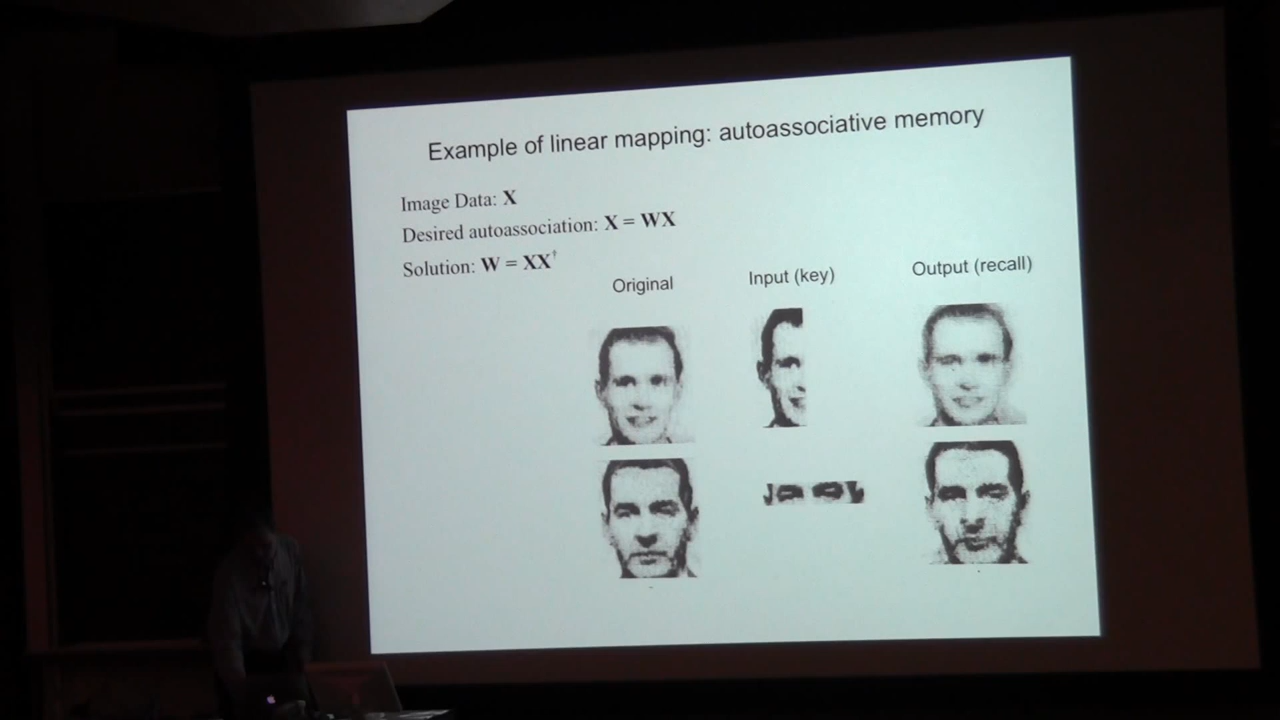 Example of linear mapping: autoassociative memory
Image Data: X
Desired autoassociation: X = WX
Solution: W = XX†
Original
Input (key)
Output (recall)